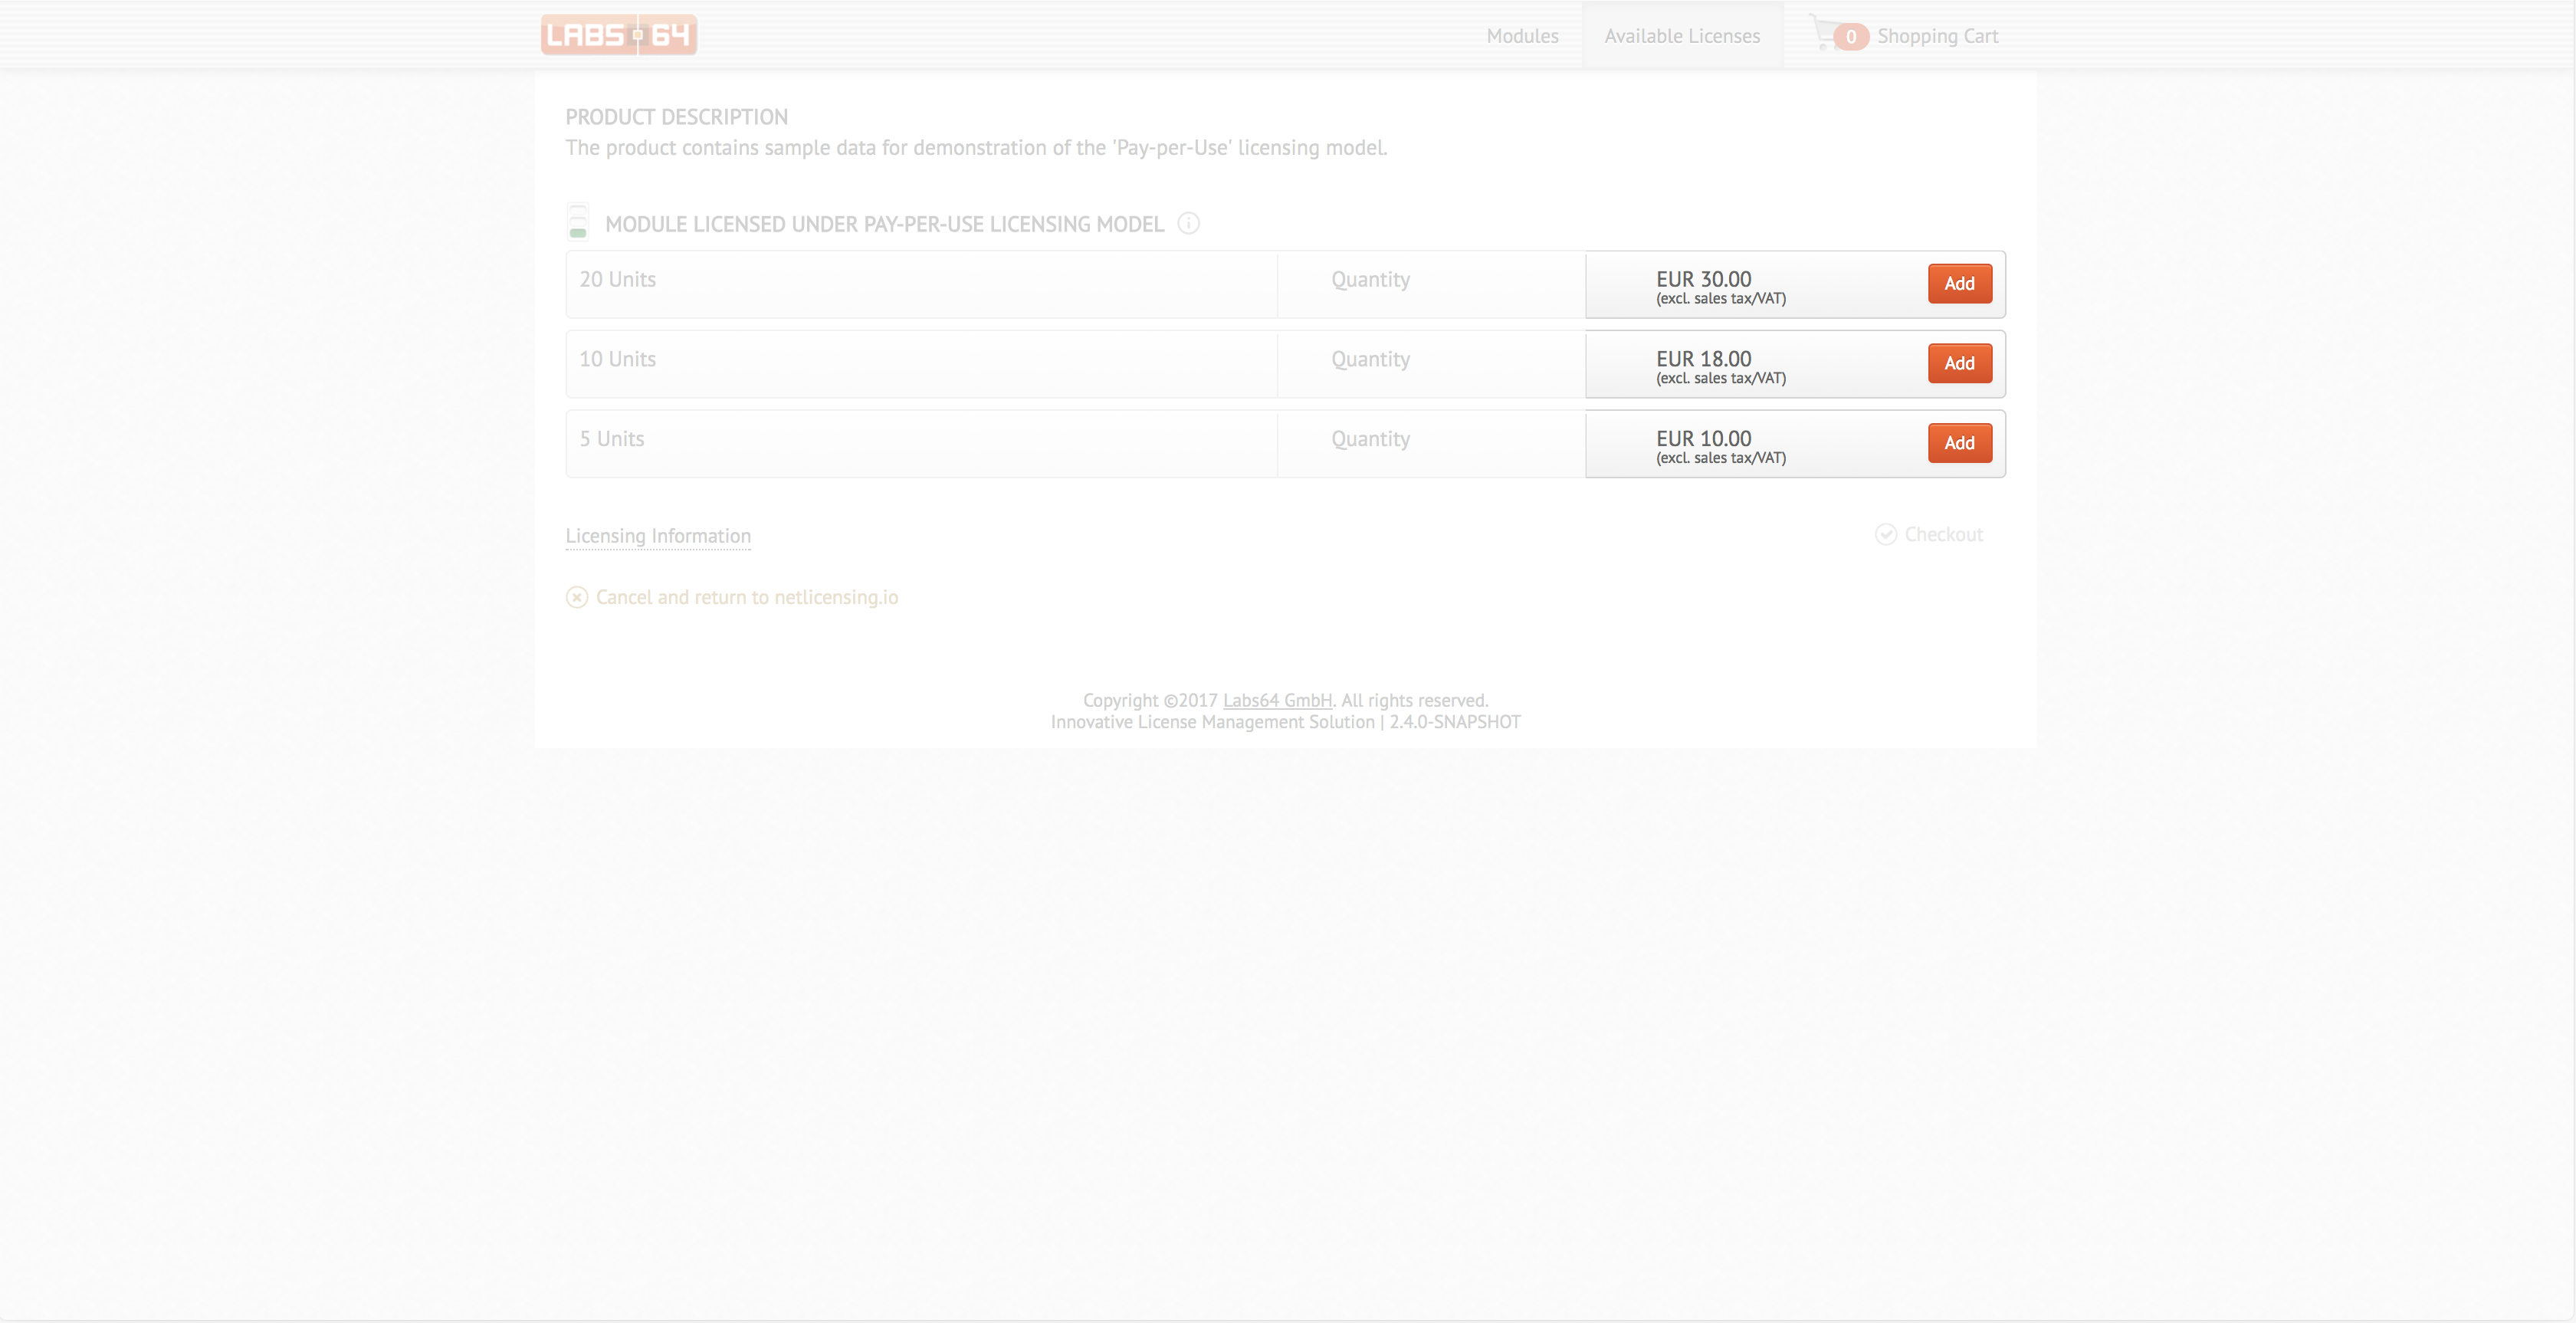 LABS64
Modules
Available Licenses
0 Shopping Cart
PRODUCT DESCRIPTION
The product contains sample data for demonstration of the 'Pay-per-Use' licensing model.
MODULE LICENSED UNDER PAY-PER-USE LICENSING MODEL
20 Units
Quantity
EUR 30.00
(excl. sales tax/VAT)
Add
10 Units
Quantity
EUR 18.00
(excl. sales tax/VAT)
Add
5 Units
Quantity
EUR 10.00
(excl. sales tax/VAT)
Add
Licensing Information
Checkout
Cancel and return to netlicensing.io
Copyright ©2017 Labs64 GmbH. All rights reserved.
Innovative License Management Solution | 2.4.0-SNAPSHOT